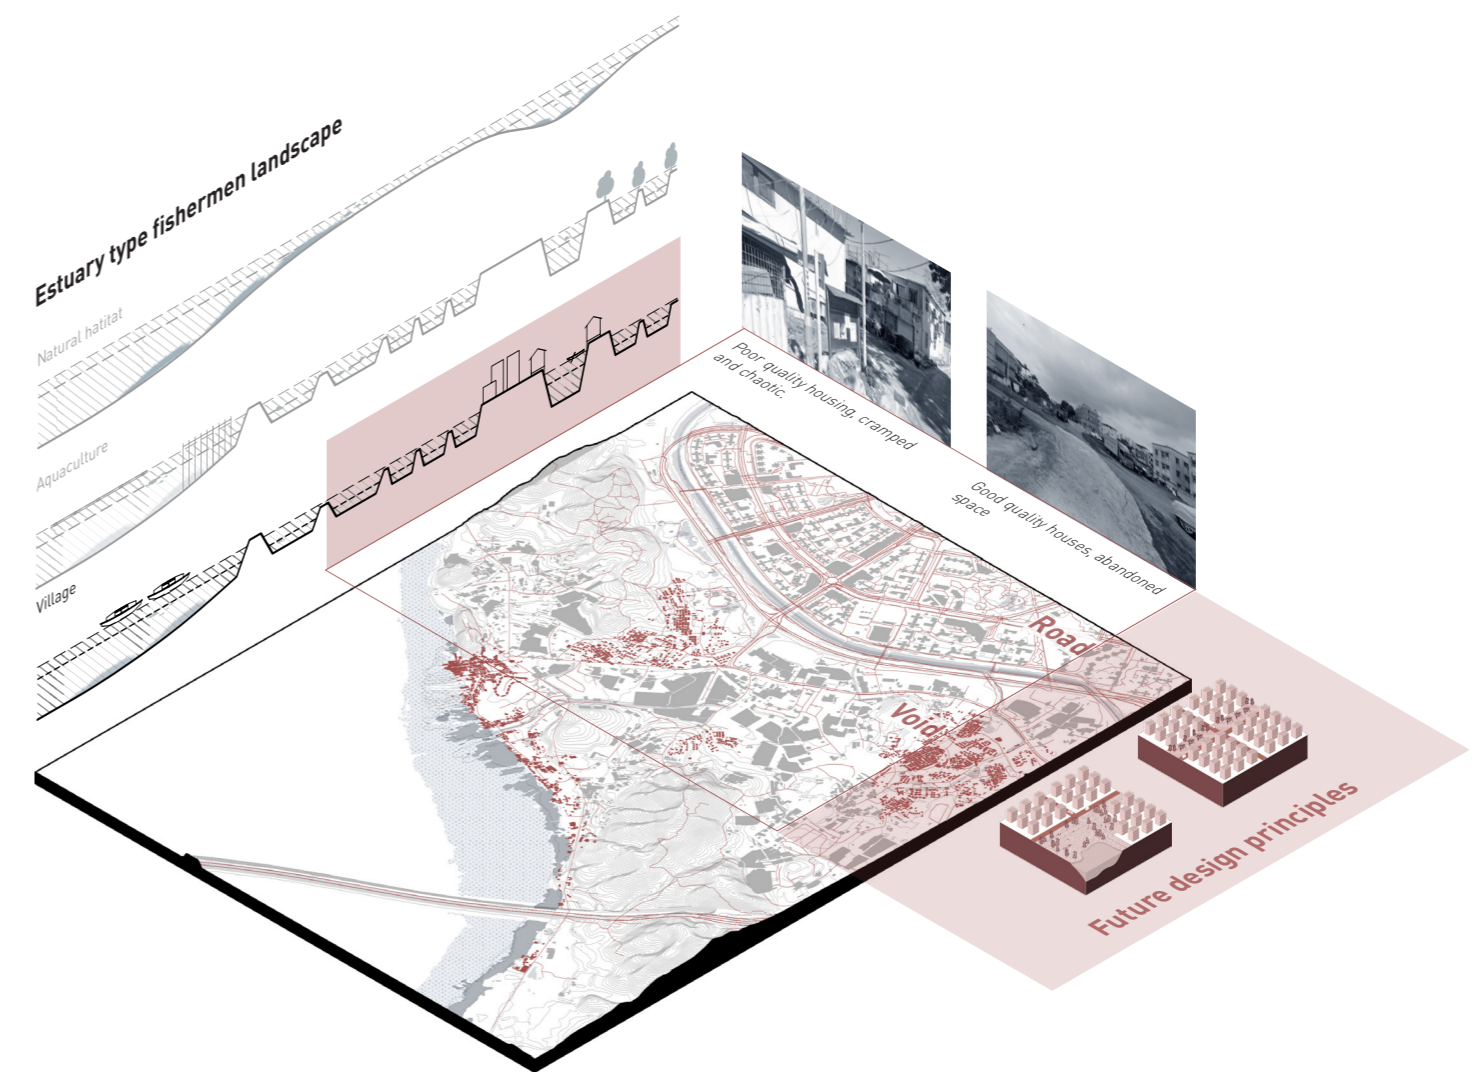 Estuary type fishermen landscape
Natural hatitat
Aquaculture
Village
Poor quality housing, cramped
and chaotic.
Good quality houses, abandoned
space
Road
Void
Future design principles